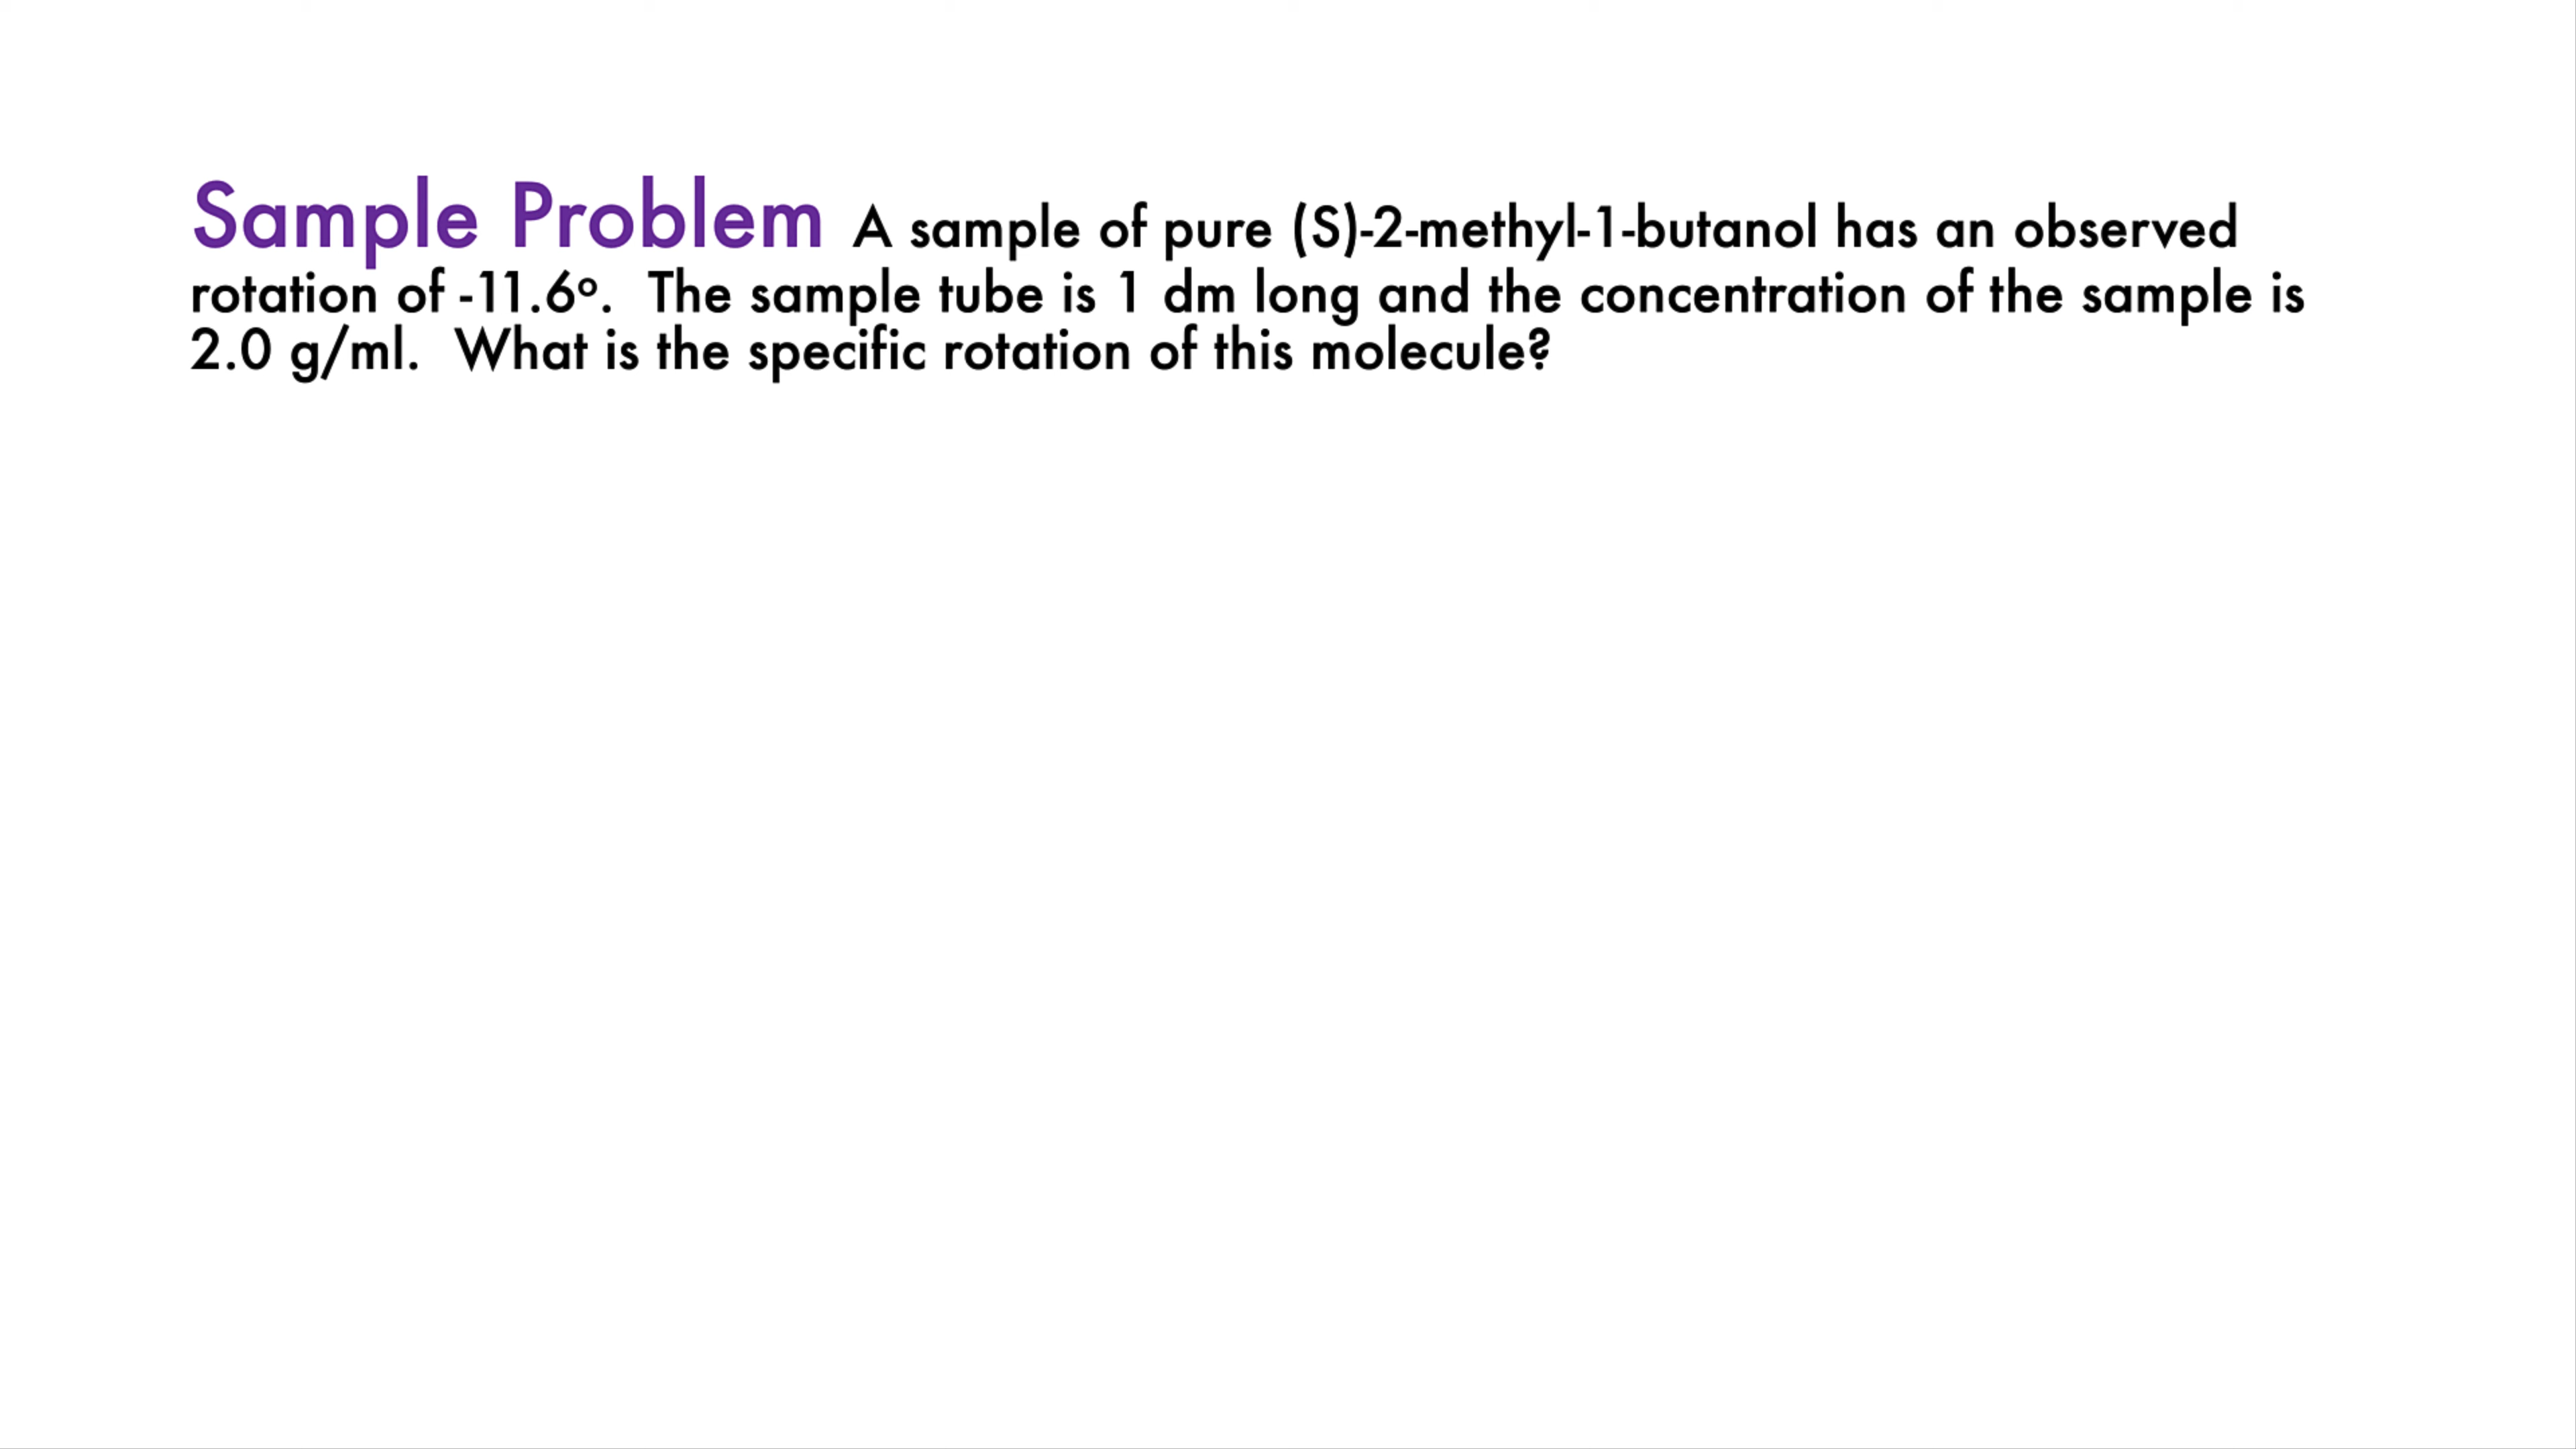 Sample Problem A sample of pure (S)-2-methyl-1-butanol has an observed
rotation of -11.6º.  The sample tube is 1 dm long and the concentration of the sample is
2.0 g/ml.  What is the specific rotation of this molecule?